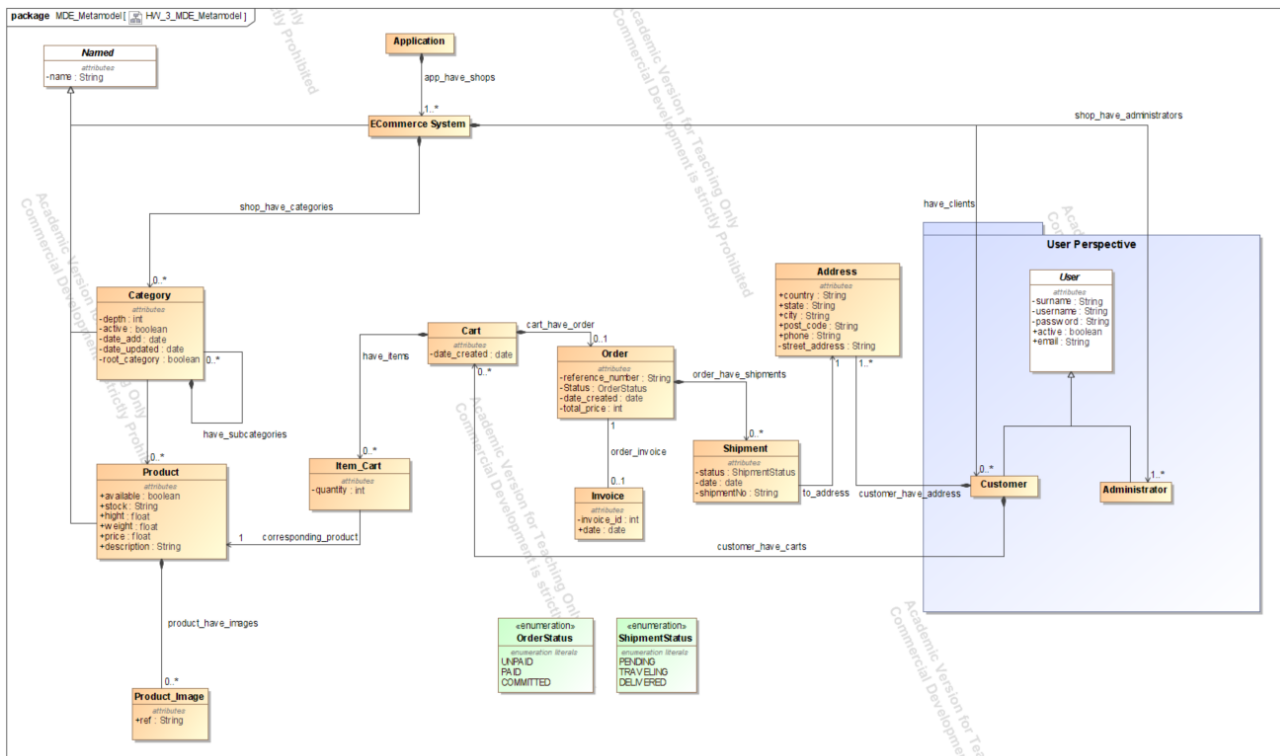 package MDE_Metamodel [ HW_3_MDE_Metamodel ]
Named
attributes
-name : String
Application
app_have_shops
1..*
ECommerce System
shop_have_administrators
shop_have_categories
have_clients
0..*
Category
attributes
-depth : int
-active : boolean
-date_add : date
-date_updated : date
-root_category : boolean
0..*
have_subcategories
0..*
Product
attributes
+available : boolean
+stock : String
+hight : float
+weight : float
+price : float
+description : String
product_have_images
0..*
Product_Image
attributes
+ref : String
have_items
0..*
Item_Cart
attributes
-quantity : int
corresponding_product
1
Cart
attributes
-date_created : date
0..*
cart_have_order
0..1
Order
attributes
-reference_number : String
-Status : OrderStatus
-date_created : date
-total_price : int
1
order_invoice
0..1
Invoice
attributes
-invoice_id : int
+date : date
order_have_shipments
0..*
Shipment
attributes
-status : ShipmentStatus
-date : date
-shipmentNo : String
to_address
1
Address
attributes
+country : String
+state : String
+city : String
+post_code : String
+phone : String
-street_address : String
1..*
customer_have_address
customer_have_carts
User Perspective
User
attributes
-surname : String
-username : String
-password : String
+active : boolean
+email : String
0..*
Customer
1..*
Administrator
«enumeration»
OrderStatus
enumeration literals
UNPAID
PAID
COMMITTED
«enumeration»
ShipmentStatus
enumeration literals
PENDING
TRAVELING
DELIVERED
Academic Version for Teaching Only
Commercial Development is strictly Prohibited